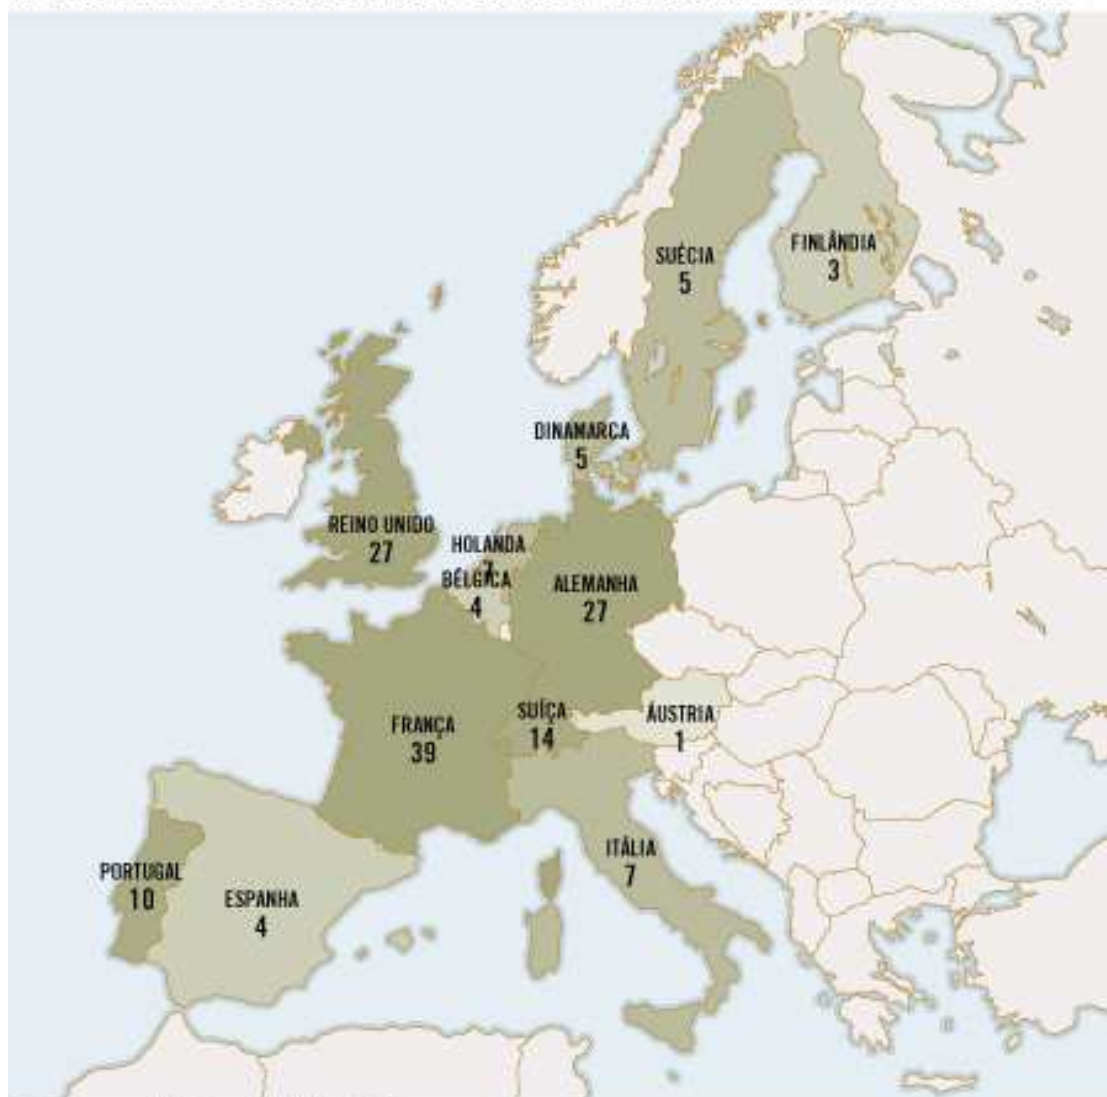 SUÉCIA
5
FINLÂNDIA
3
DINAMARCA
5
REINO UNIDO
27
HOLANDA
7
BÉLGICA
4
ALEMANHA
27
FRANÇA
39
SUÍÇA
14
ÁUSTRIA
1
ITÁLIA
7
PORTUGAL
10
ESPANHA
4